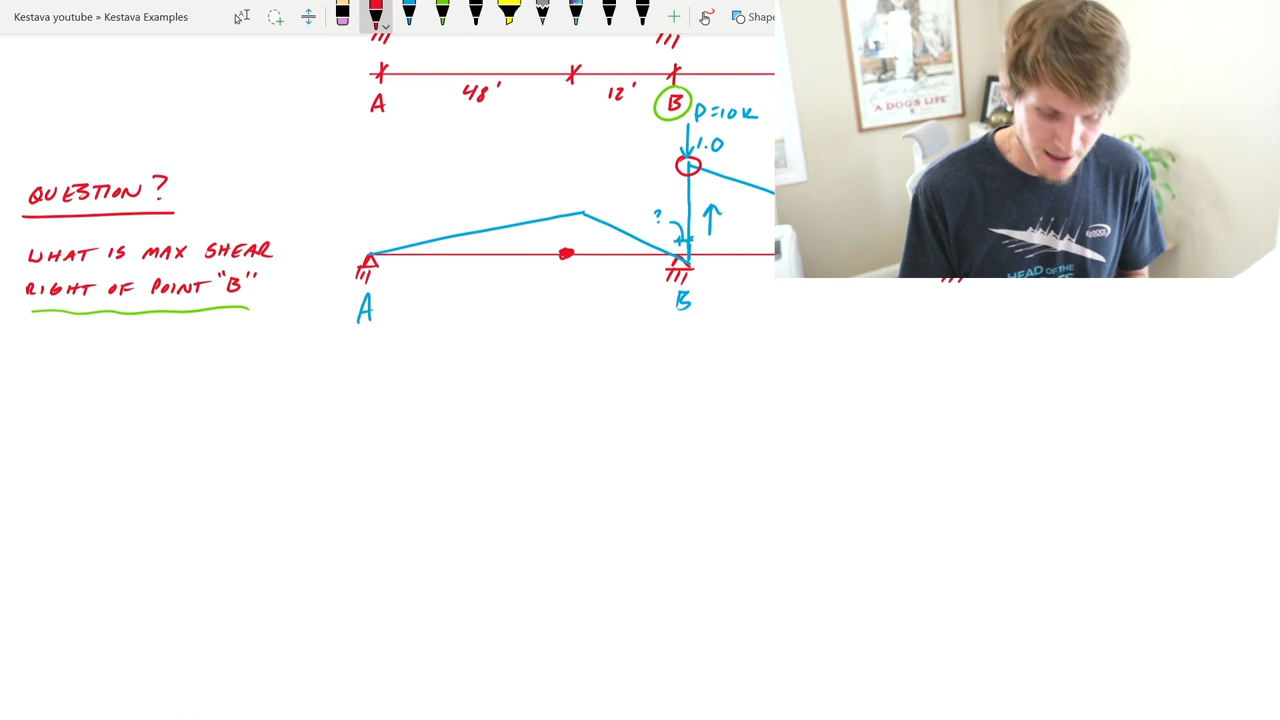 Kestava youtube » Kestava Examples
Shape
"A DOG'S LIFE"
48' 12'
A B
P=10K
1.0
QUESTION?
?
WHAT IS MAX SHEAR
RIGHT OF POINT "B"
A B
HEAD OF THE